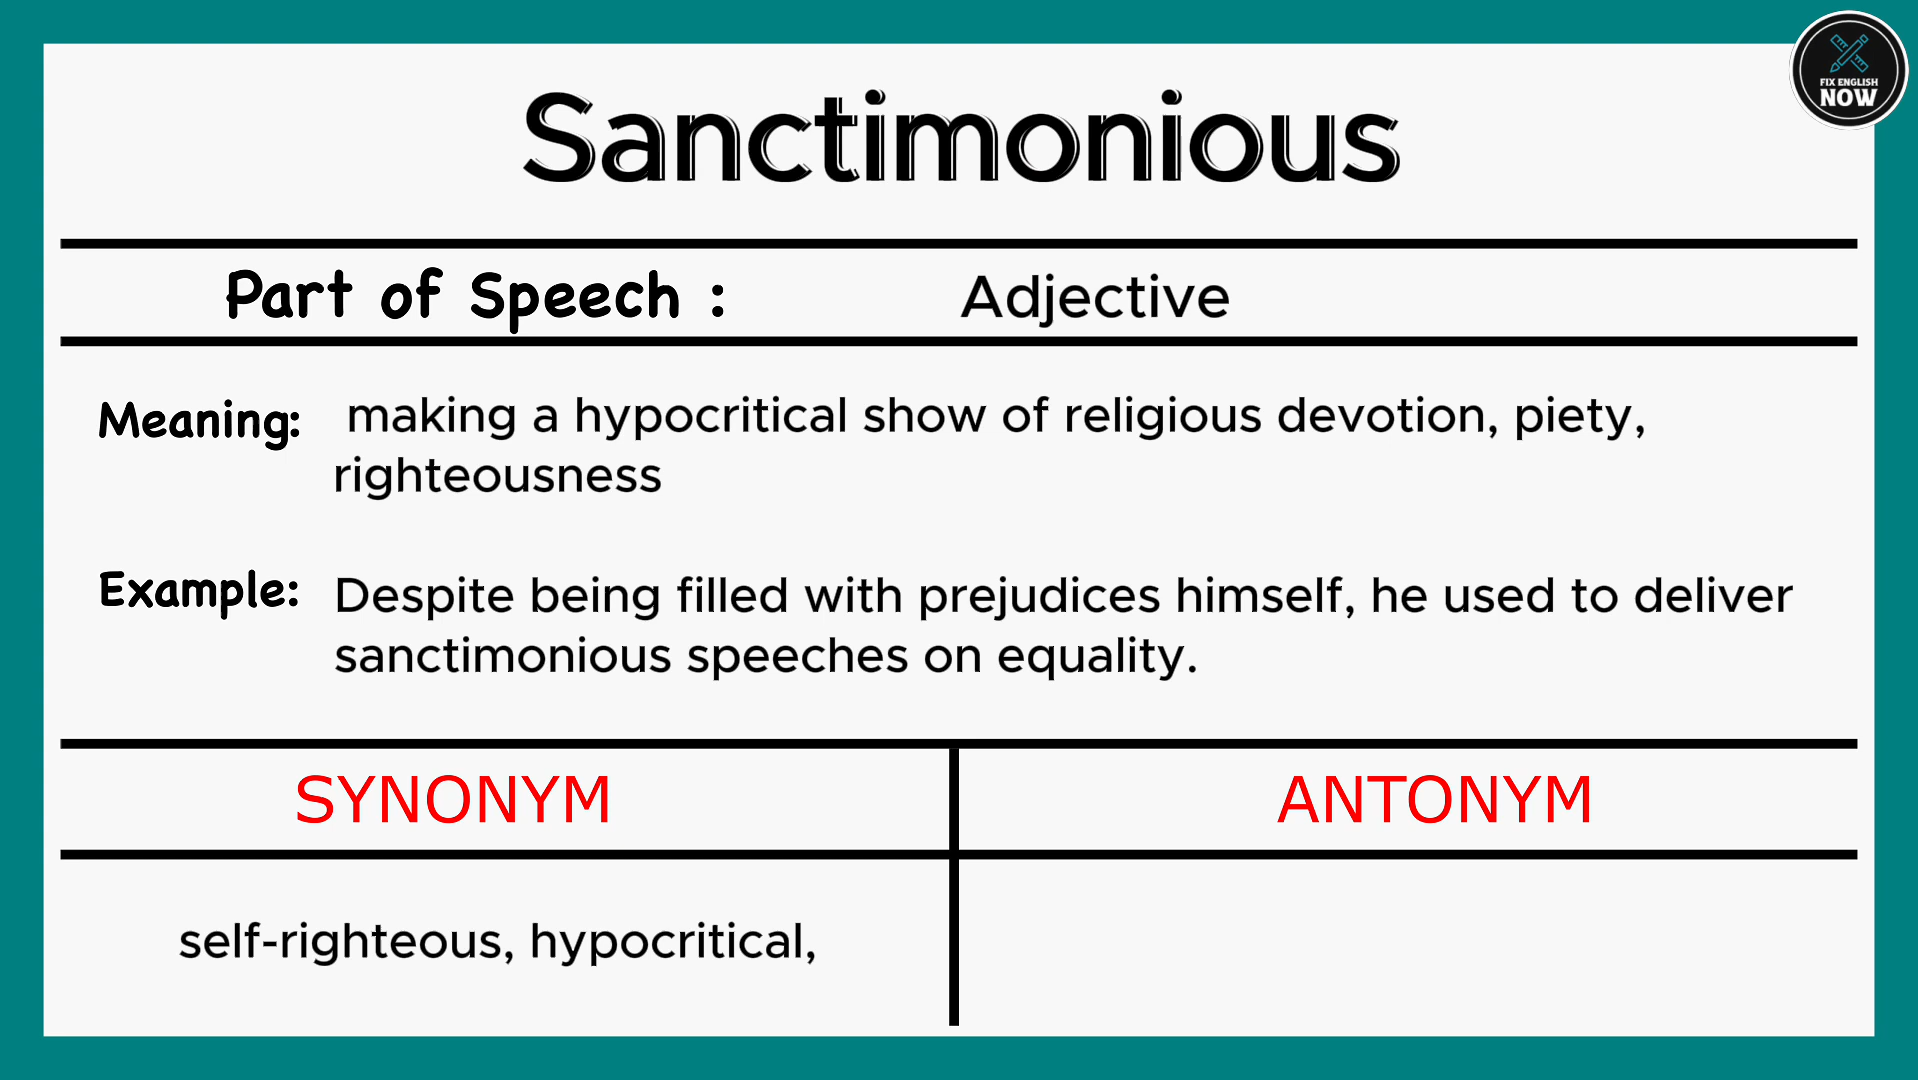 FIX ENGLISH
NOW
Sanctimonious
Part of Speech : Adjective
Meaning: making a hypocritical show of religious devotion, piety,
righteousness
Example: Despite being filled with prejudices himself, he used to deliver
sanctimonious speeches on equality.
SYNONYM ANTONYM
self-righteous, hypocritical,